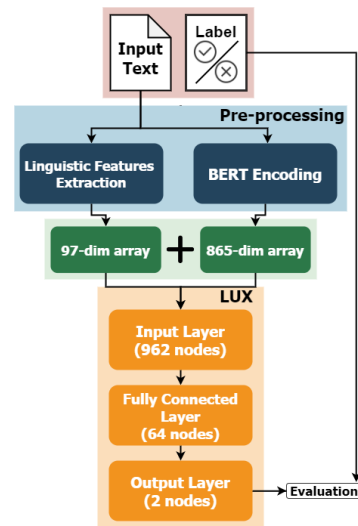 Input
Text
Label
Pre-processing
Linguistic Features
Extraction
BERT Encoding
97-dim array
+
865-dim array
LUX
Input Layer
(962 nodes)
Fully Connected
Layer
(64 nodes)
Output Layer
(2 nodes)
Evaluation